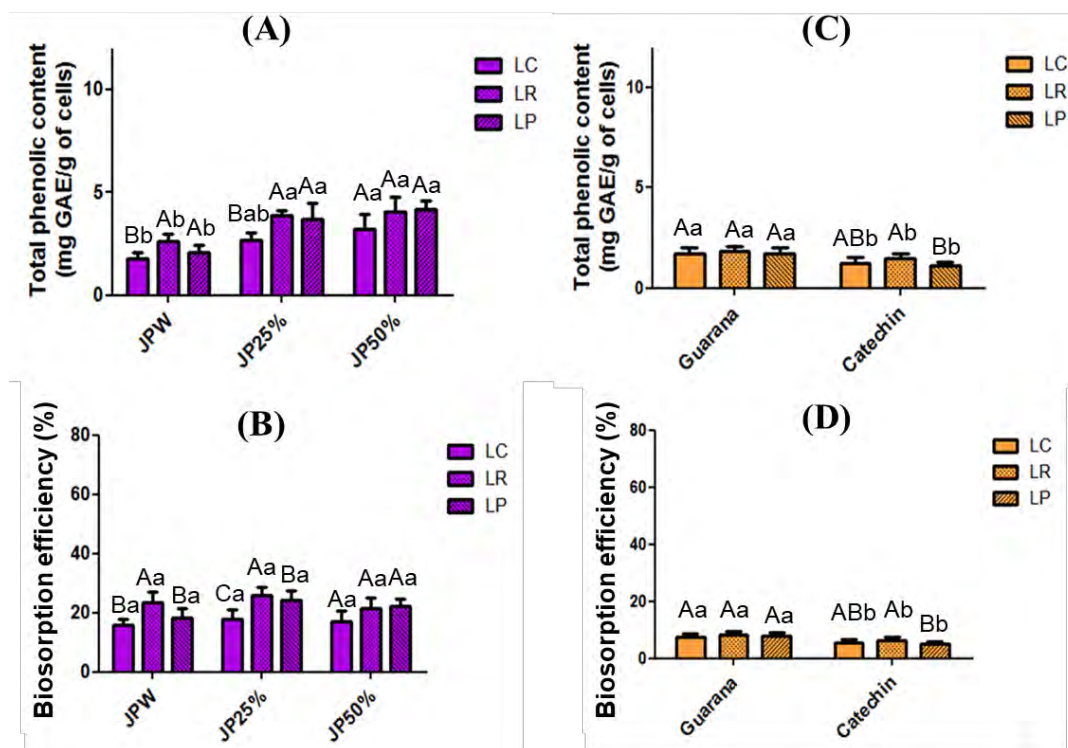 (A)
Total phenolic content
(mg GAE/g of cells)
10
5
0
Bb Ab Ab
Bab Aa Aa
Aa Aa Aa
JPW
JP25%
JP50%
LC
LR
LP
(C)
Total phenolic content
(mg GAE/g of cells)
10
5
0
Aa Aa Aa
ABb Ab Bb
Guarana
Catechin
LC
LR
LP
(B)
Biosorption efficiency (%)
80
60
40
20
0
Ba Aa Ba
Ca Aa Ba
Aa Aa Aa
JPW
JP25%
JP50%
LC
LR
LP
(D)
Biosorption efficiency (%)
80
60
40
20
0
Aa Aa Aa
ABb Ab Bb
Guarana
Catechin
LC
LR
LP